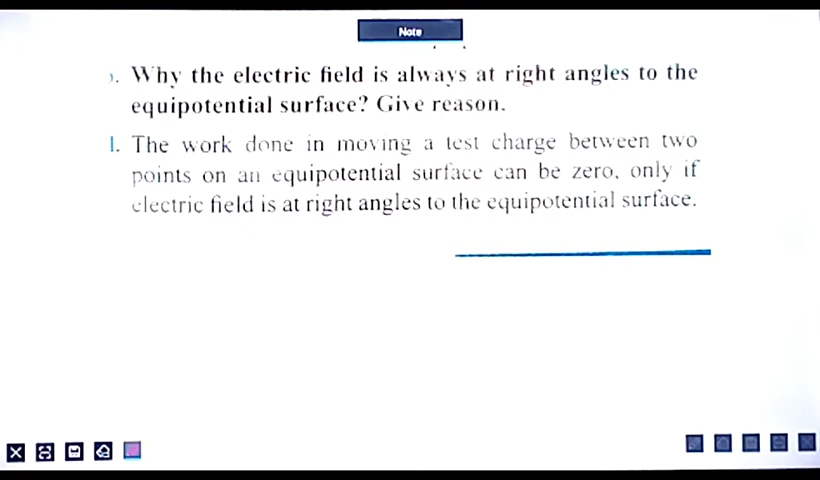 Note
. Why the electric field is always at right angles to the
equipotential surface? Give reason.
l. The work done in moving a test charge between two
points on an equipotential surface can be zero, only if
electric field is at right angles to the equipotential surface.